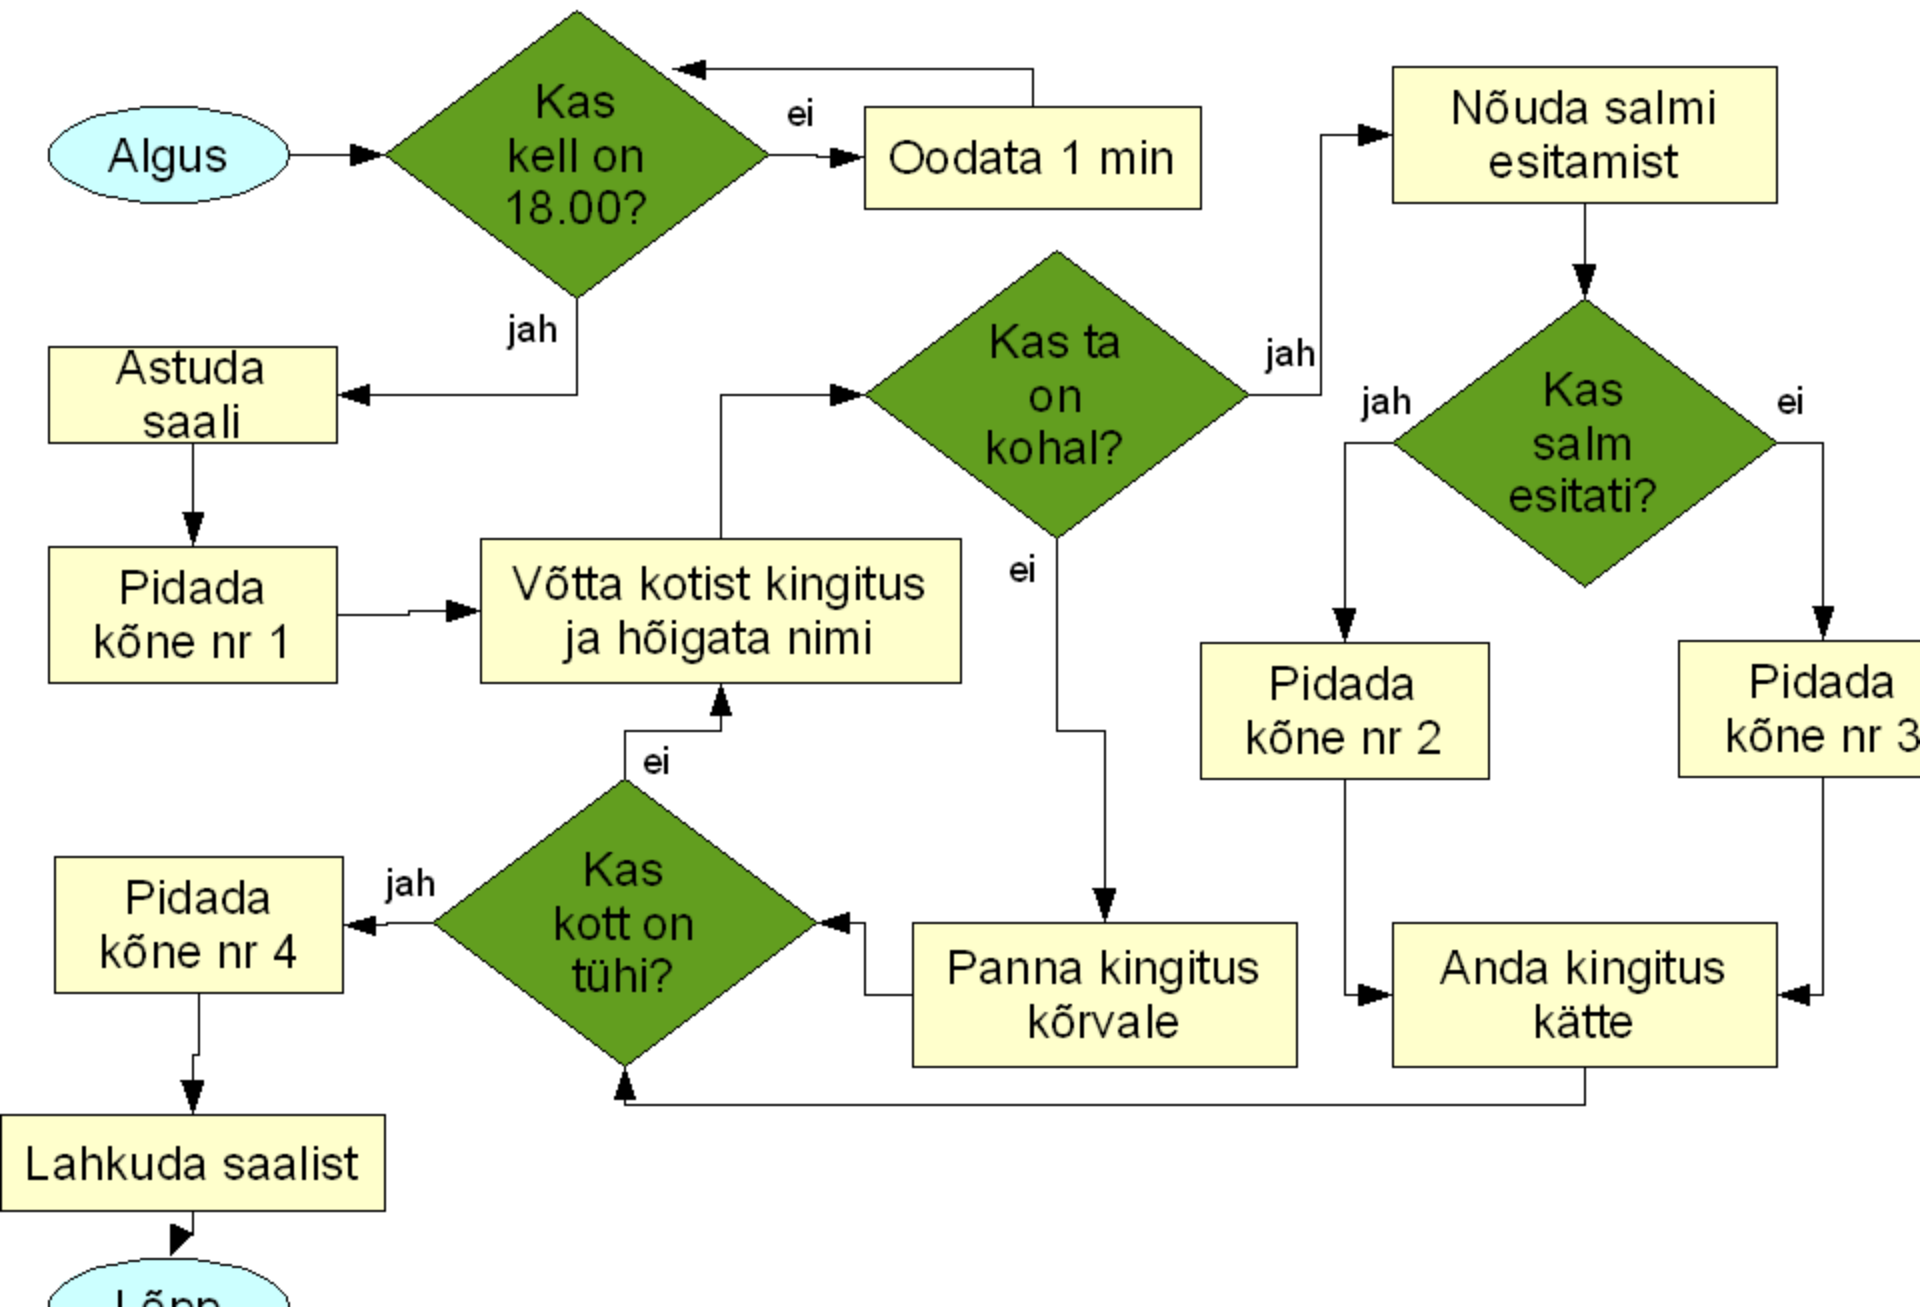 Algus
Kas
kell on
18.00?
ei
Oodata 1 min
jah
Astuda
saali
Pidada
kõne nr 1
Võtta kotist kingitus
ja hõigata nimi
Kas ta
on
kohal?
jah
ei
Nõuda salmi
esitamist
Kas
salm
esitati?
jah
ei
Pidada
kõne nr 2
Pidada
kõne nr 3
Anda kingitus
kätte
Panna kingitus
kõrvale
Kas
kott on
tühi?
ei
jah
Pidada
kõne nr 4
Lahkuda saalist
Lõpp